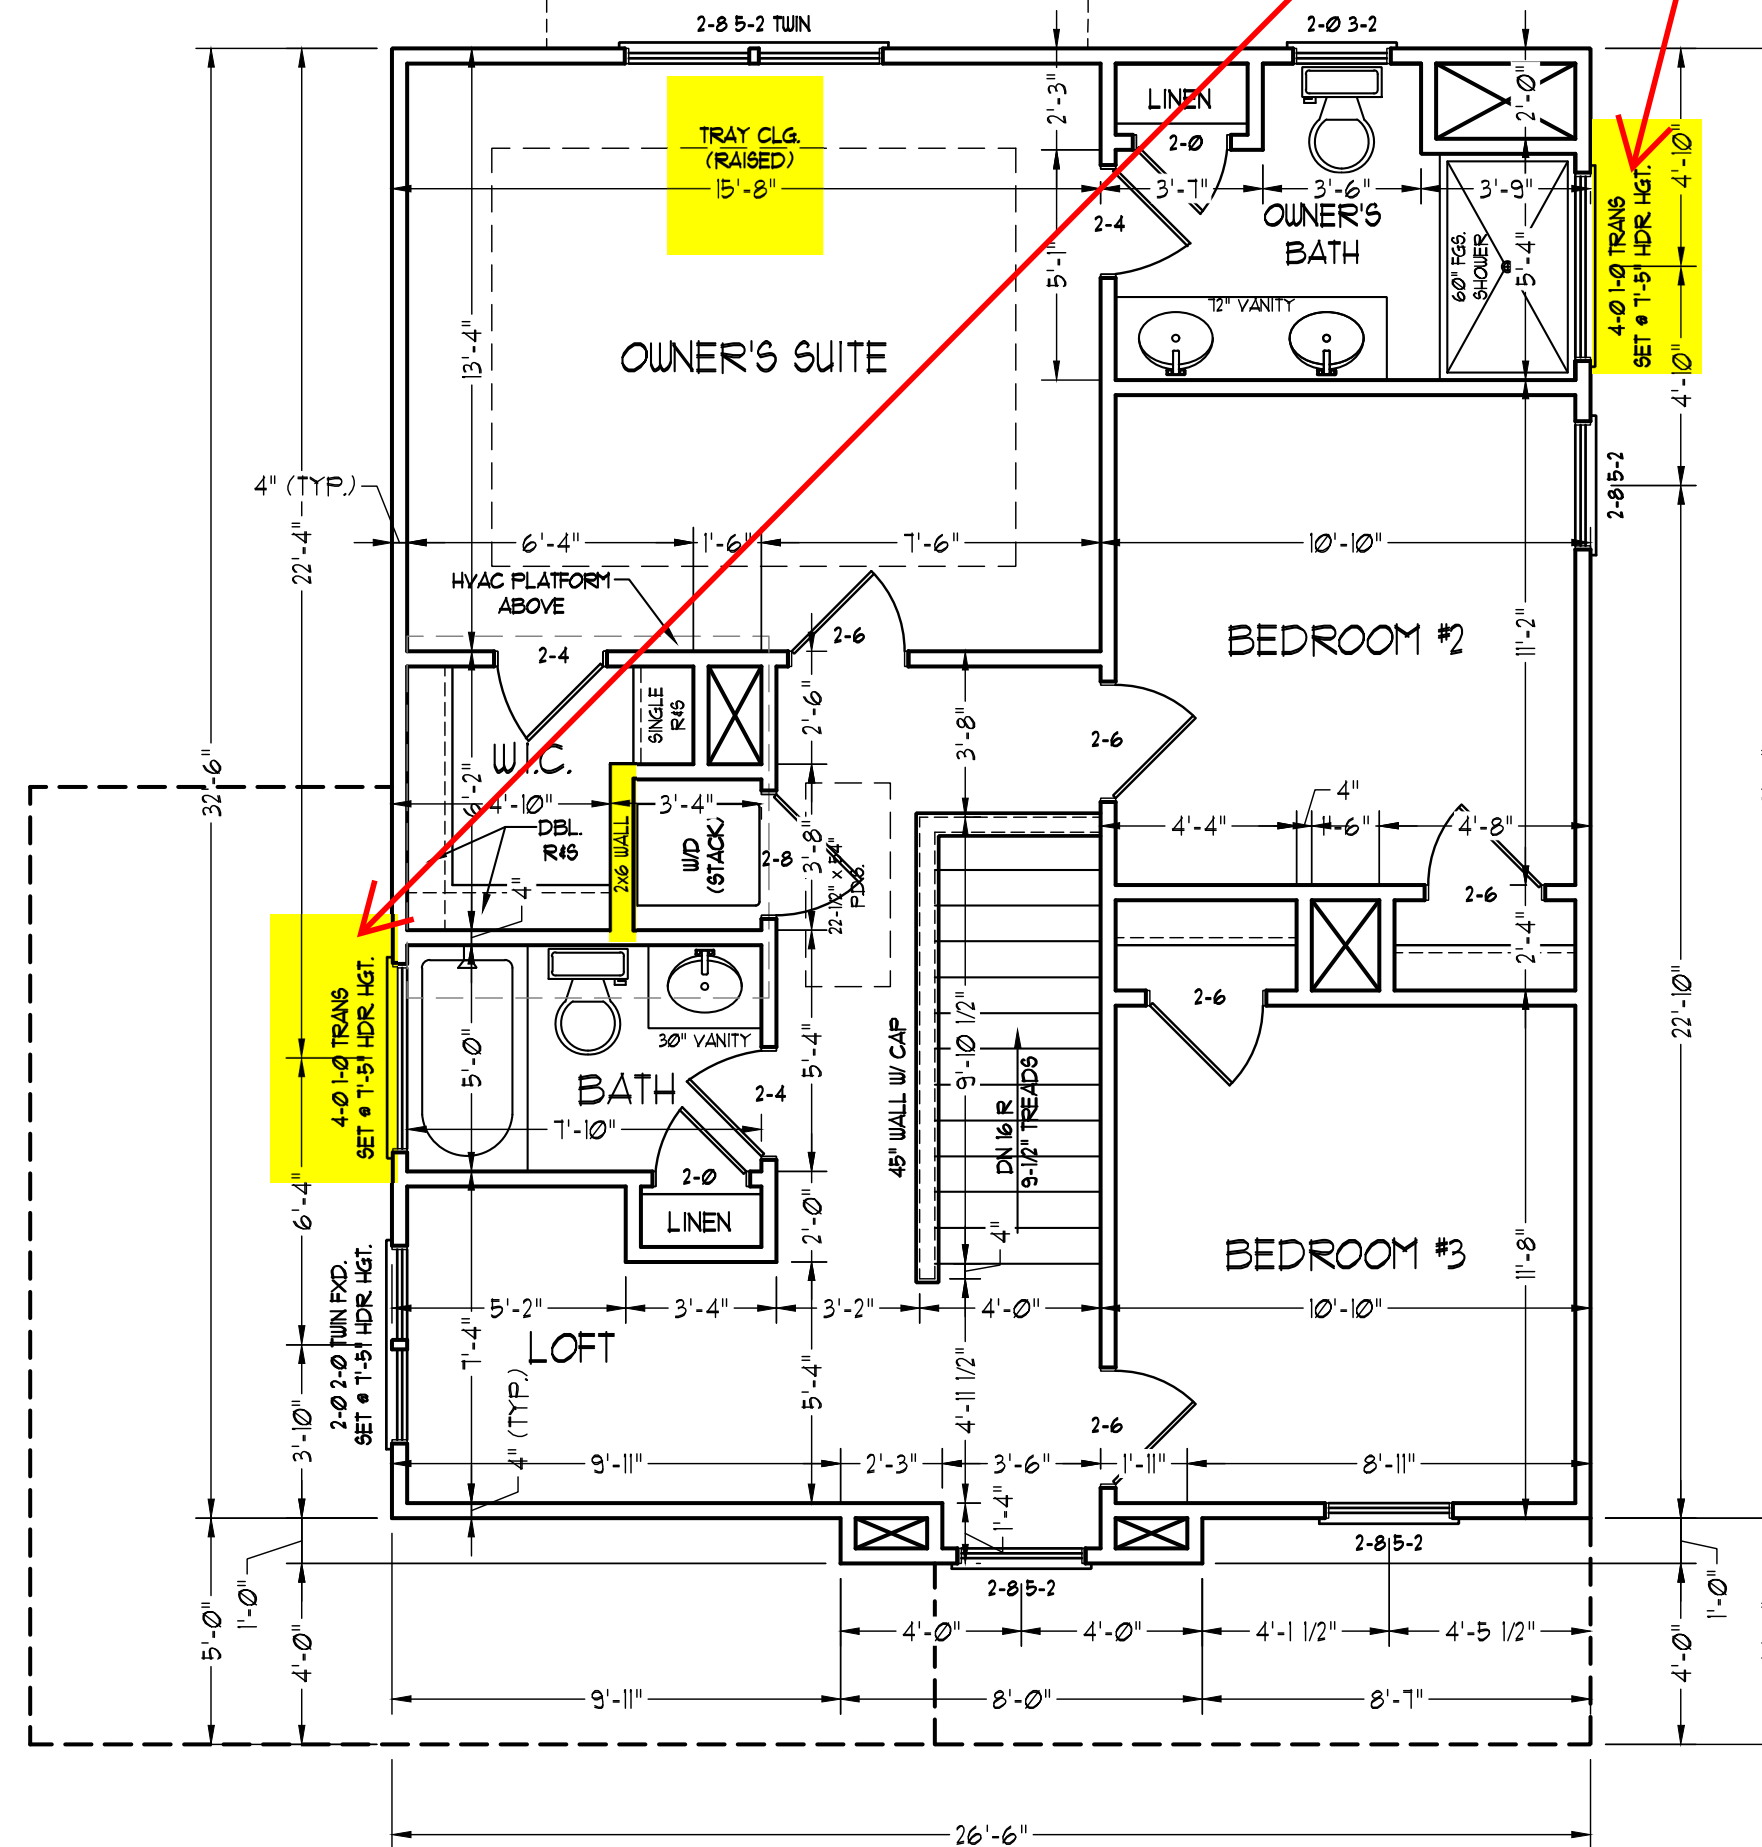 2-8 5-2 TWIN
2-0 3-2
TRAY CLG.
(RAISED)
15'-8"
2'-3"
LINEN
2-0
2'-0"
4'-10"
3'-7"
3'-6"
3'-9"
2-4
OWNER'S
BATH
5'-1"
60" FGS.
SHOWER
5'-4"
4-0 1-0 TRANS
SET @ 7'-5" HDR HGT.
72" VANITY
OWNER'S SUITE
13'-4"
4'-10"
4" (TYP.)
22'-4"
2-8 5-2
6'-4"
1'-6"
7'-6"
10'-10"
HVAC PLATFORM
ABOVE
2-4
2-6
BEDROOM #2
11'-2"
SINGLE
R&S
2'-6"
3'-8"
2-6
W.I.C.
32'-6"
6'-2"
4'-10"
3'-4"
DBL.
R&S
2x6 WALL
W/D
(STACK)
2-8
3'-8"
22-1/2" x 54"
P.D.S.
4"
4"
4'-4"
1'-6"
4'-8"
2-6
2'-4"
4-0 1-0 TRANS
SET @ 7'-5" HDR HGT.
5'-0"
30" VANITY
BATH
7'-10"
5'-4"
2-4
2-0
LINEN
2'-0"
45" WALL W/ CAP
9'-10 1/2"
DN 16 R
9-1/2" TREADS
4"
2-6
22'-10"
BEDROOM #3
11'-8"
6'-4"
2-0 2-0 TWIN FXD.
SET @ 7'-5" HDR HGT.
5'-2"
3'-4"
3'-2"
4'-0"
10'-10"
LOFT
7'-4"
4" (TYP.)
5'-4"
4'-11 1/2"
2-6
3'-10"
9'-11"
2'-3"
3'-6"
1'-11"
8'-11"
1'-4"
2-8 5-2
2-8 5-2
1'-0"
1'-0"
5'-0"
4'-0"
4'-0"
4'-0"
4'-1 1/2"
4'-5 1/2"
4'-0"
9'-11"
8'-0"
8'-7"
26'-6"